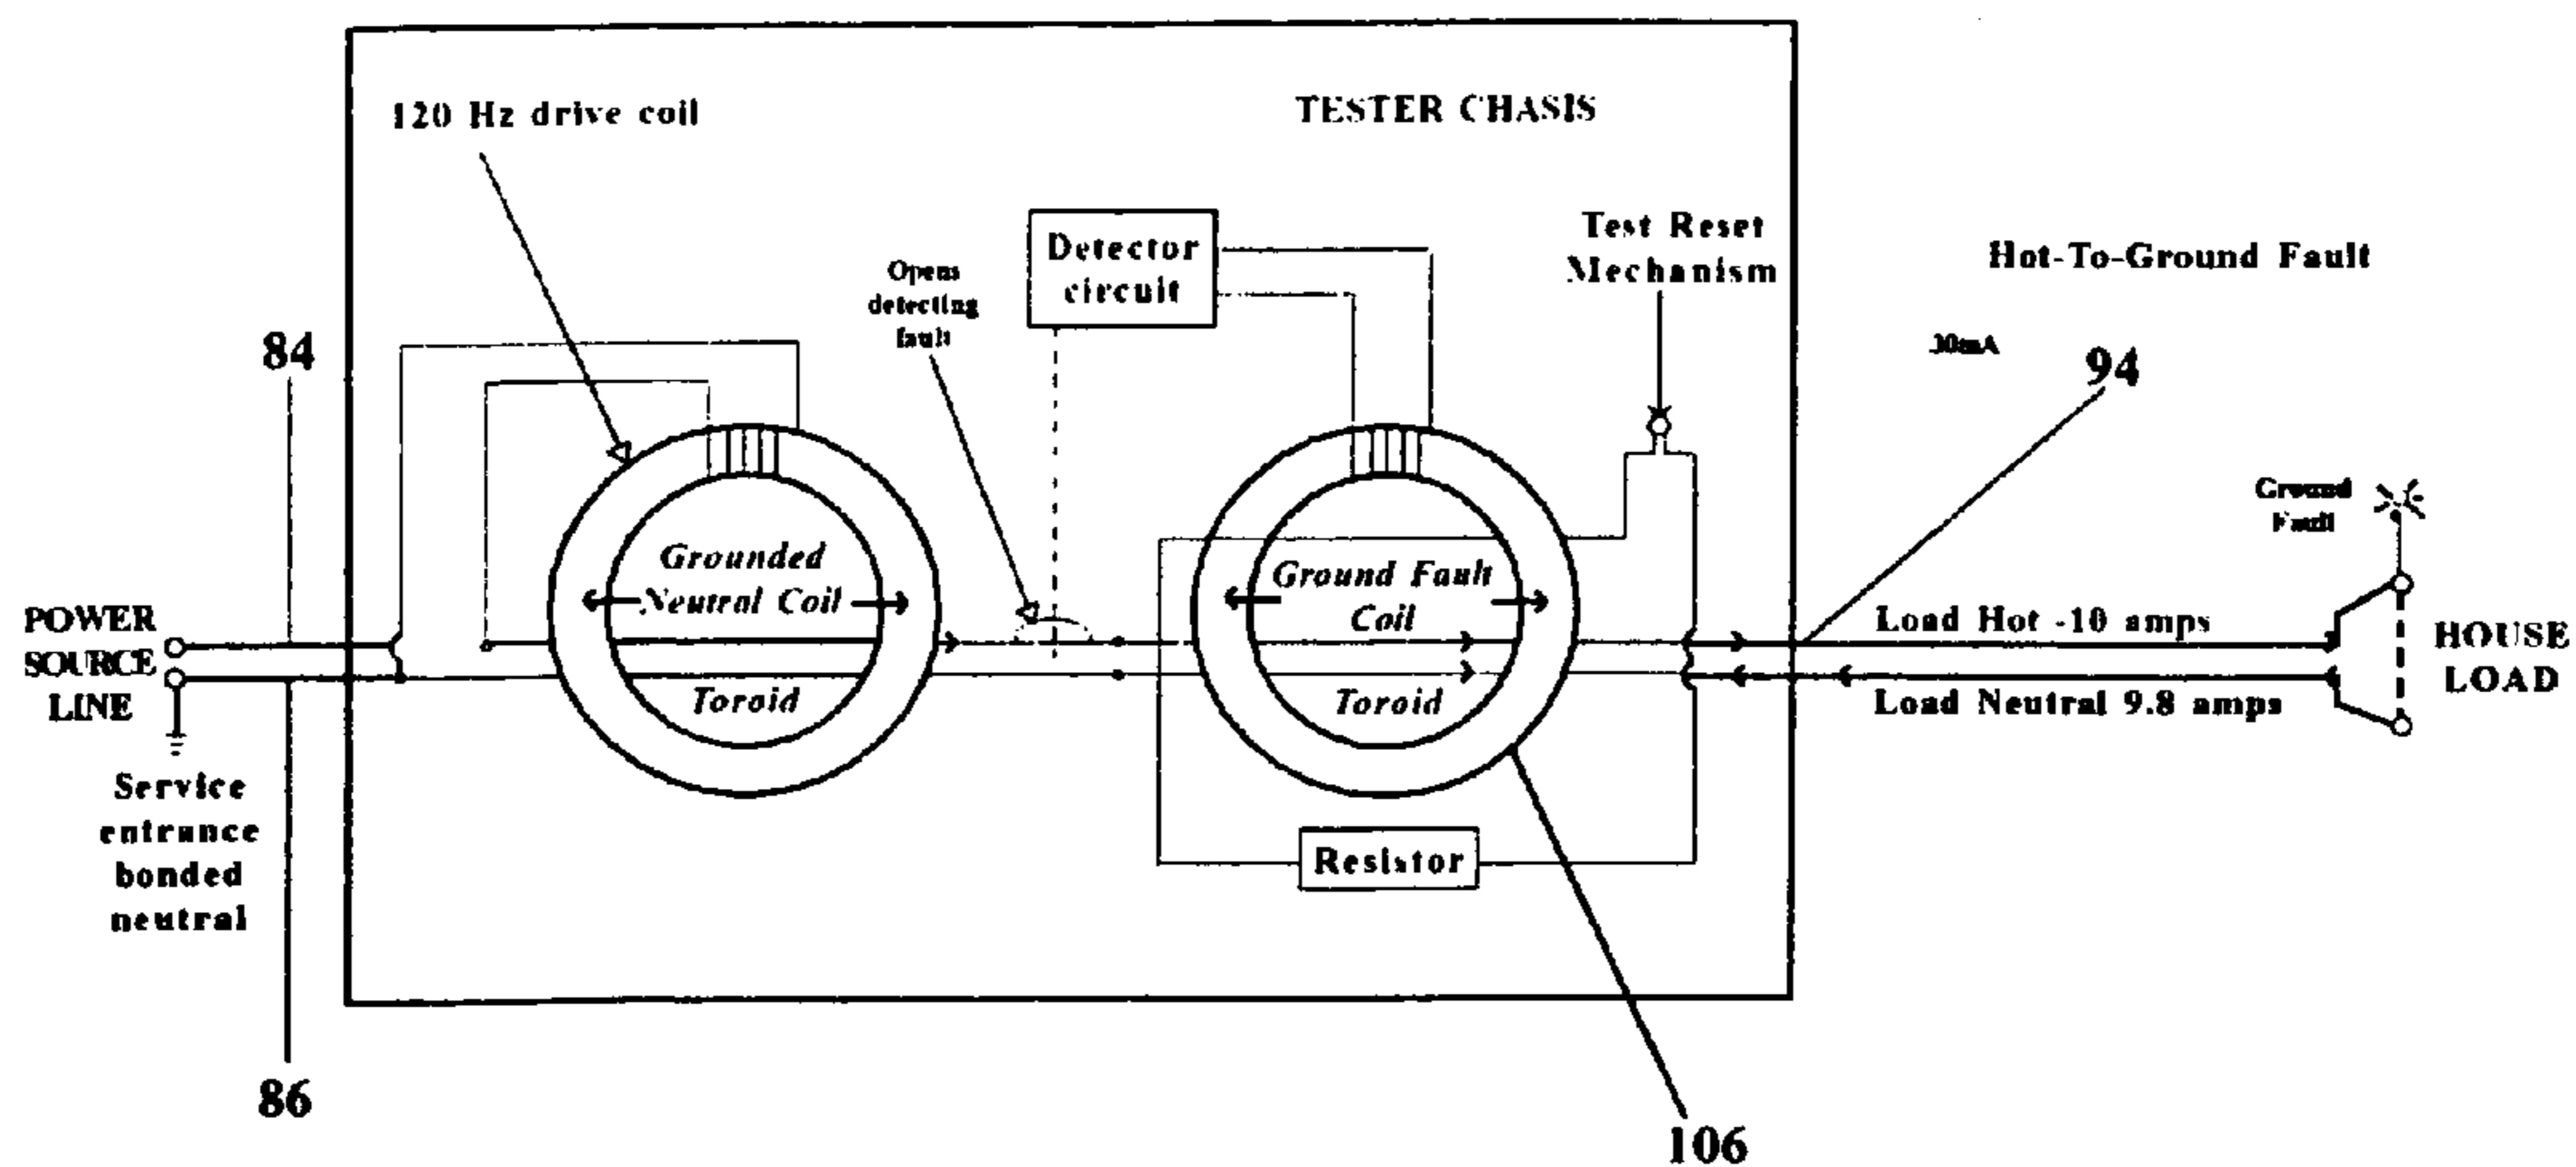 120 Hz drive coil
TESTER CHASIS
Detector
circuit
Test Reset
Mechanism
Opens
detecting
fault
Hot-To-Ground Fault
30mA
84
94
Ground
Fault
Grounded
Neutral Coil
Toroid
Ground Fault
Coil
Toroid
POWER
SOURCE
LINE
Load Hot -10 amps
Load Neutral 9.8 amps
HOUSE
LOAD
Service
entrance
bonded
neutral
Resistor
86
106